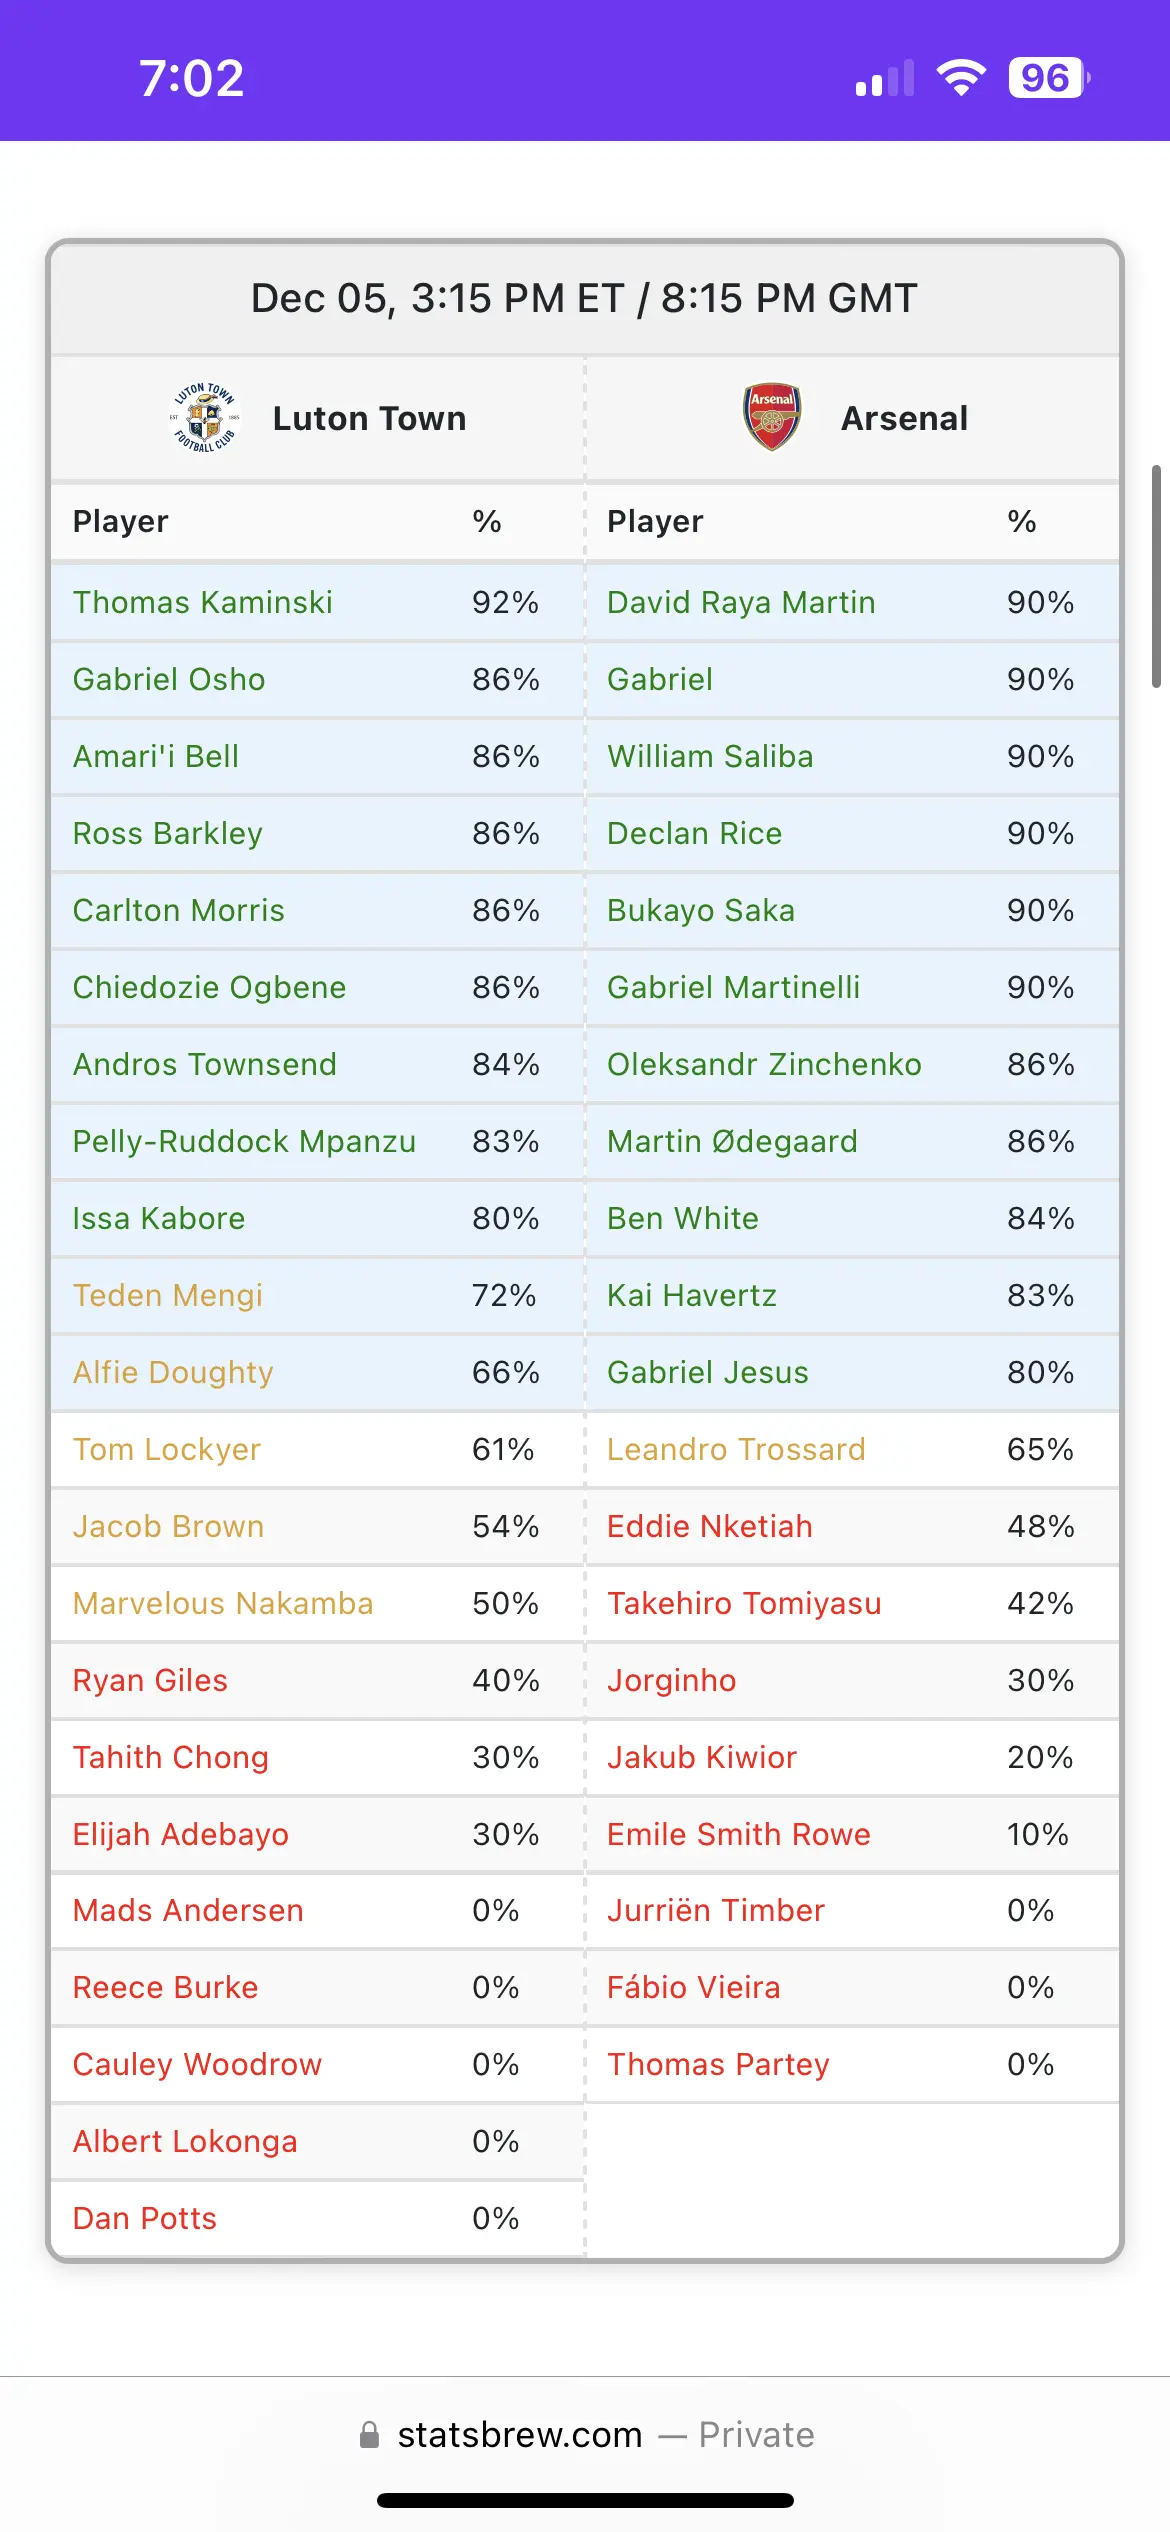 7:02
96
Dec 05, 3:15 PM ET / 8:15 PM GMT
LUTON TOWN
EST 1885
FOOTBALL CLUB
Luton Town
Arsenal
Arsenal
Player % Player %
Thomas Kaminski 92% David Raya Martin 90%
Gabriel Osho 86% Gabriel 90%
Amari'i Bell 86% William Saliba 90%
Ross Barkley 86% Declan Rice 90%
Carlton Morris 86% Bukayo Saka 90%
Chiedozie Ogbene 86% Gabriel Martinelli 90%
Andros Townsend 84% Oleksandr Zinchenko 86%
Pelly-Ruddock Mpanzu 83% Martin Ødegaard 86%
Issa Kabore 80% Ben White 84%
Teden Mengi 72% Kai Havertz 83%
Alfie Doughty 66% Gabriel Jesus 80%
Tom Lockyer 61% Leandro Trossard 65%
Jacob Brown 54% Eddie Nketiah 48%
Marvelous Nakamba 50% Takehiro Tomiyasu 42%
Ryan Giles 40% Jorginho 30%
Tahith Chong 30% Jakub Kiwior 20%
Elijah Adebayo 30% Emile Smith Rowe 10%
Mads Andersen 0% Jurriën Timber 0%
Reece Burke 0% Fábio Vieira 0%
Cauley Woodrow 0% Thomas Partey 0%
Albert Lokonga 0%
Dan Potts 0%
statsbrew.com — Private